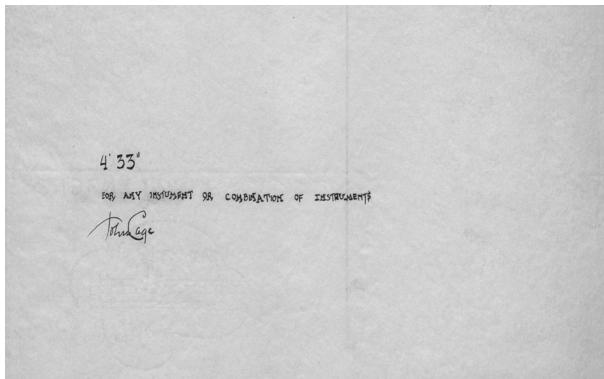 4' 33"
FOR ANY INSTUMENT OR COMBINATION OF INSTRUMENTS
John Cage